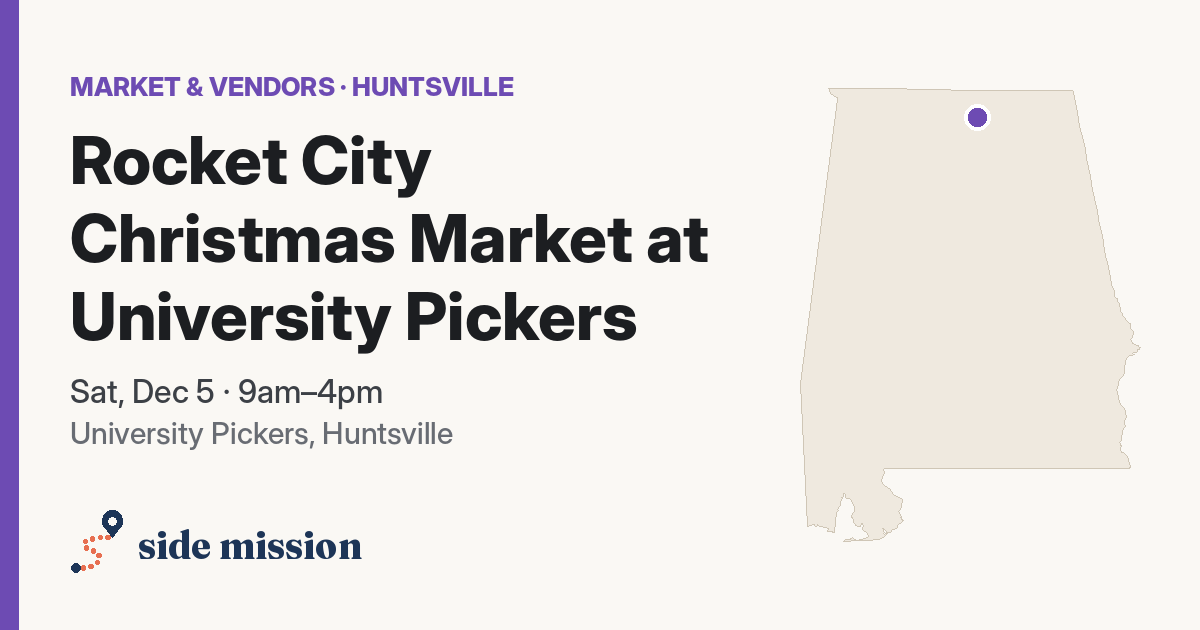 MARKET & VENDORS · HUNTSVILLE
Rocket City
Christmas Market at
University Pickers
Sat, Dec 5 · 9am–4pm
University Pickers, Huntsville
side mission